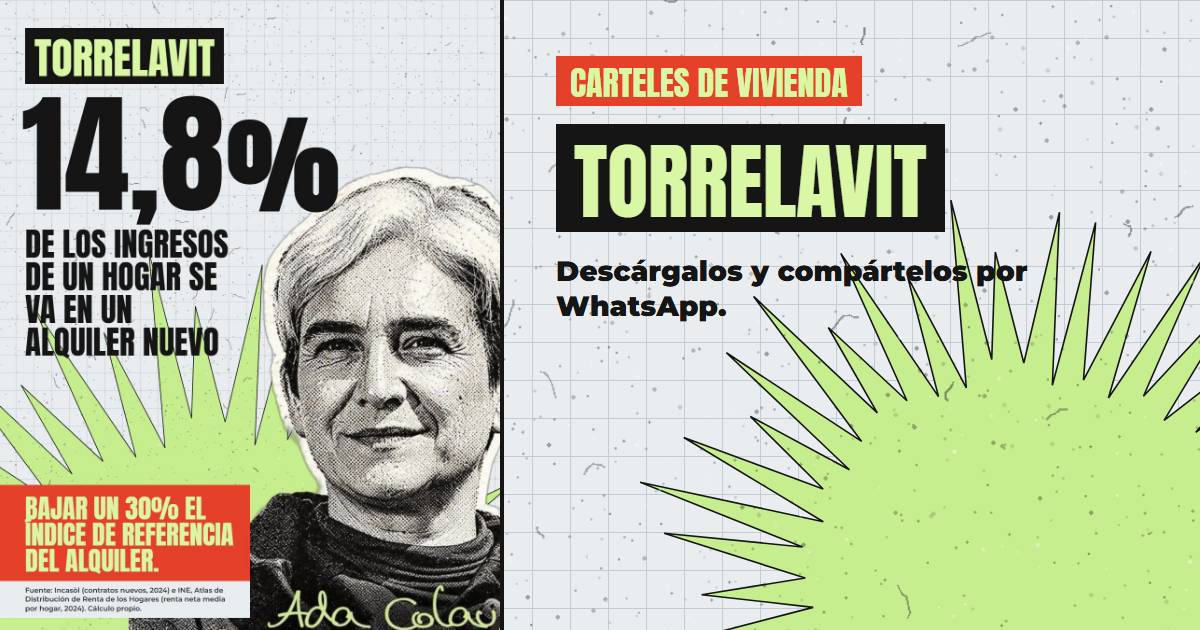 TORRELAVIT
14,8%
DE LOS INGRESOS
DE UN HOGAR SE
VA EN UN
ALQUILER NUEVO
BAJAR UN 30% EL
ÍNDICE DE REFERENCIA
DEL ALQUILER.
Fuente: Incasòl (contratos nuevos, 2024) e INE, Atlas de
Distribución de Renta de los Hogares (renta neta media
por hogar, 2024). Cálculo propio.
Ada Colau
CARTELES DE VIVIENDA
TORRELAVIT
Descárgalos y compártelos por
WhatsApp.